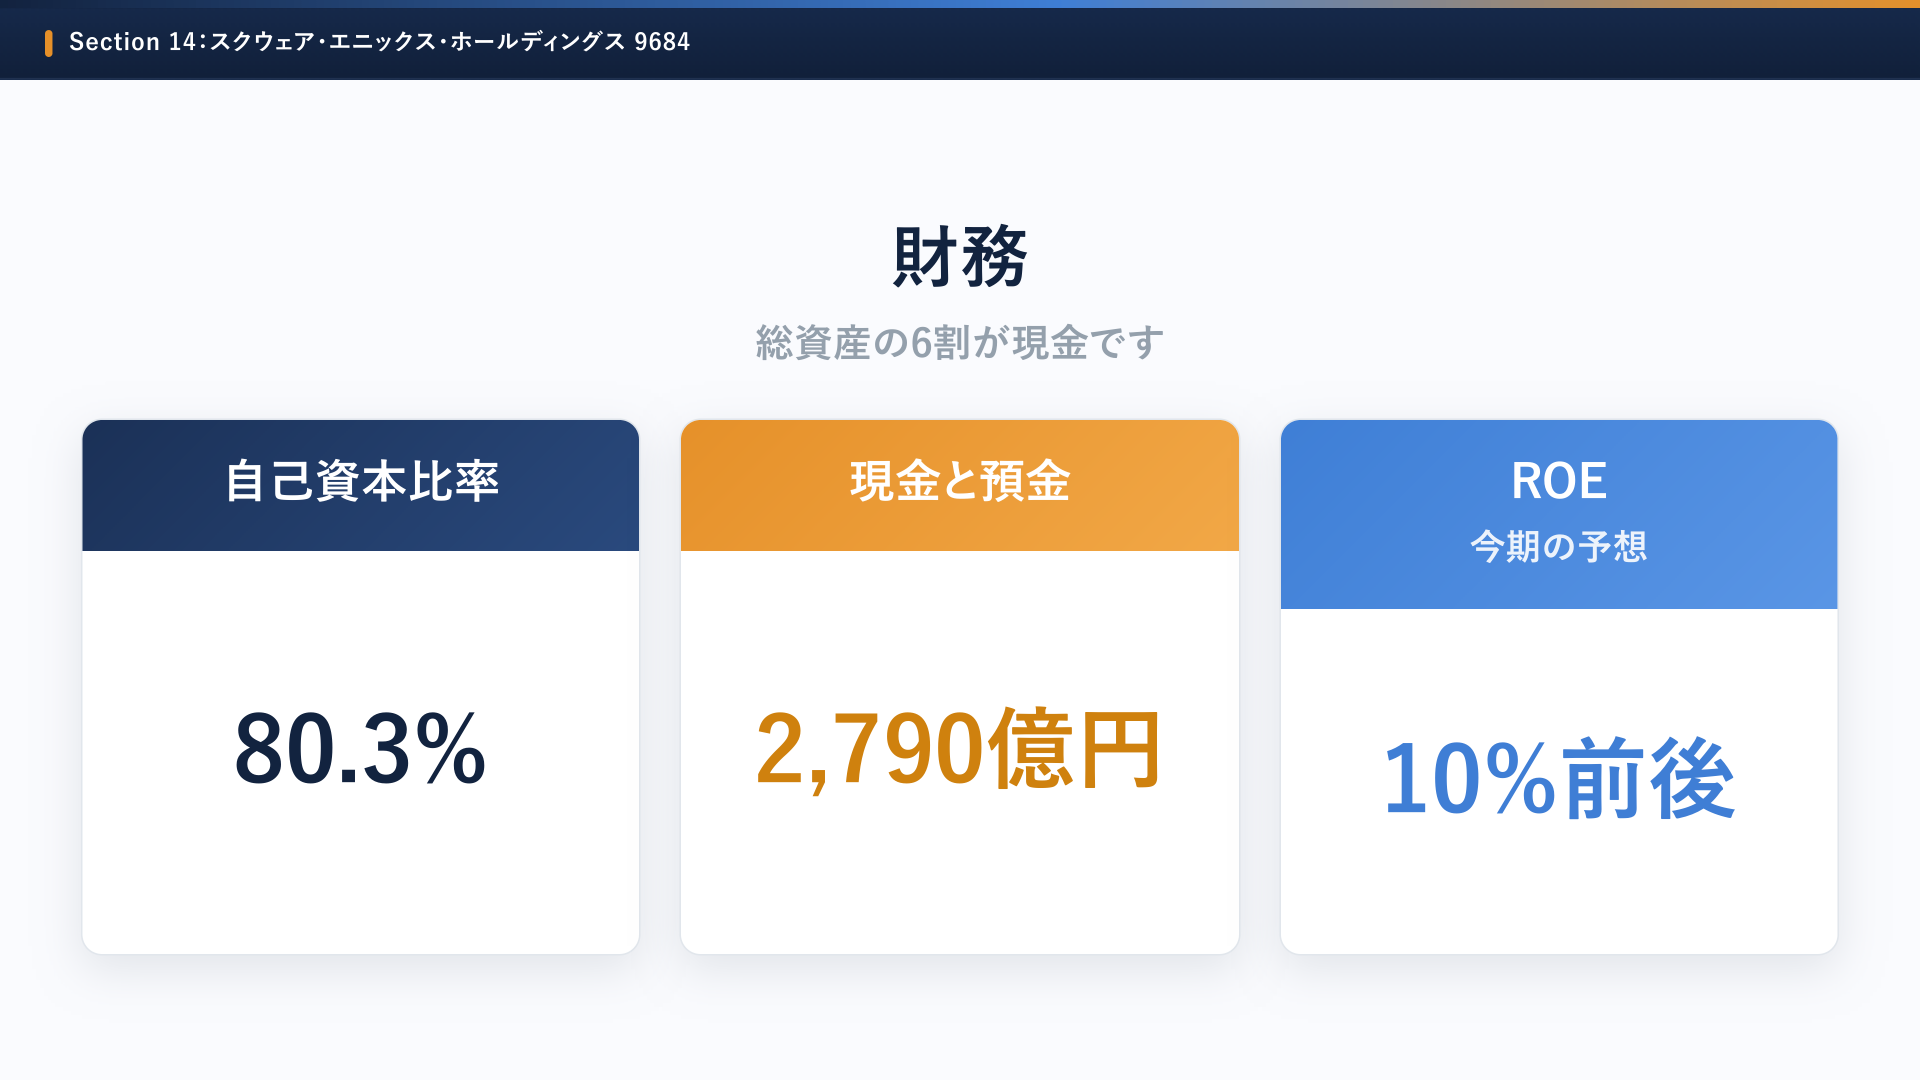 Section 14：スクウェア・エニックス・ホールディングス 9684
財務
総資産の6割が現金です
自己資本比率
80.3%
現金と預金
2,790億円
ROE
今期の予想
10%前後